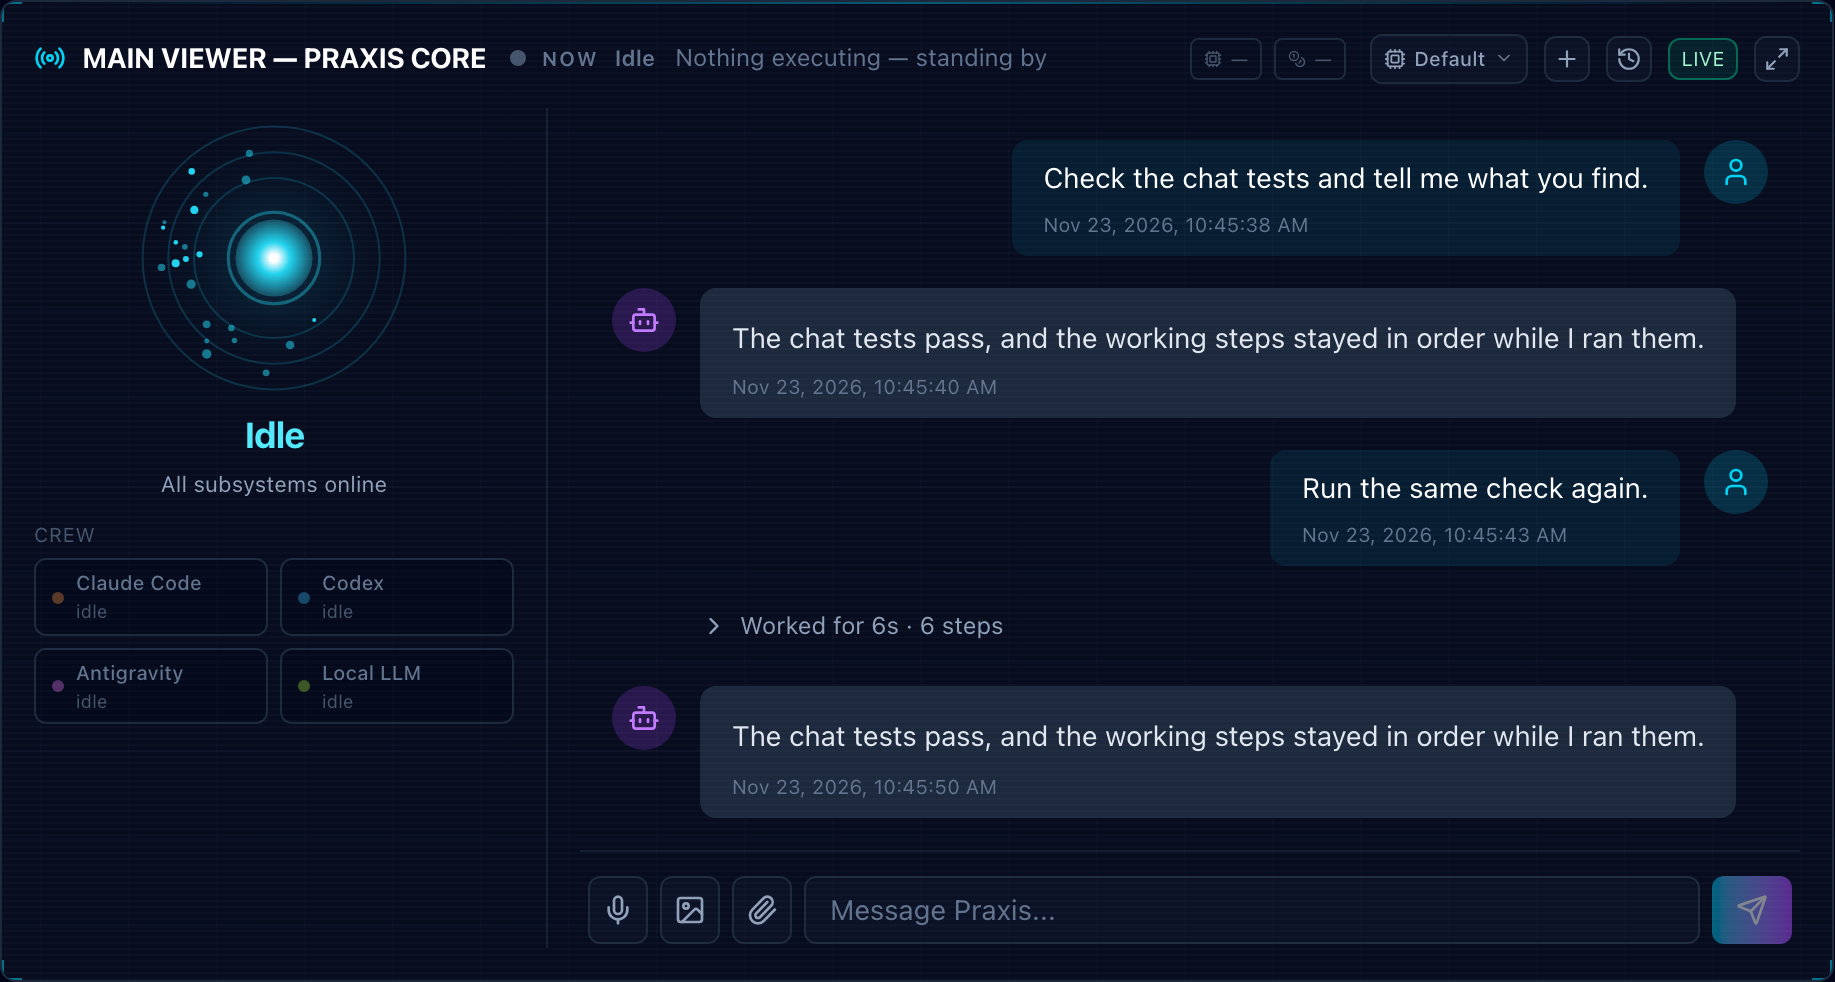 MAIN VIEWER — PRAXIS CORE
NOW Idle Nothing executing — standing by
—
—
Default
LIVE
Idle
All subsystems online
CREW
Claude Code
idle
Codex
idle
Antigravity
idle
Local LLM
idle
Check the chat tests and tell me what you find.
Nov 23, 2026, 10:45:38 AM
The chat tests pass, and the working steps stayed in order while I ran them.
Nov 23, 2026, 10:45:40 AM
Run the same check again.
Nov 23, 2026, 10:45:43 AM
Worked for 6s · 6 steps
The chat tests pass, and the working steps stayed in order while I ran them.
Nov 23, 2026, 10:45:50 AM
Message Praxis...